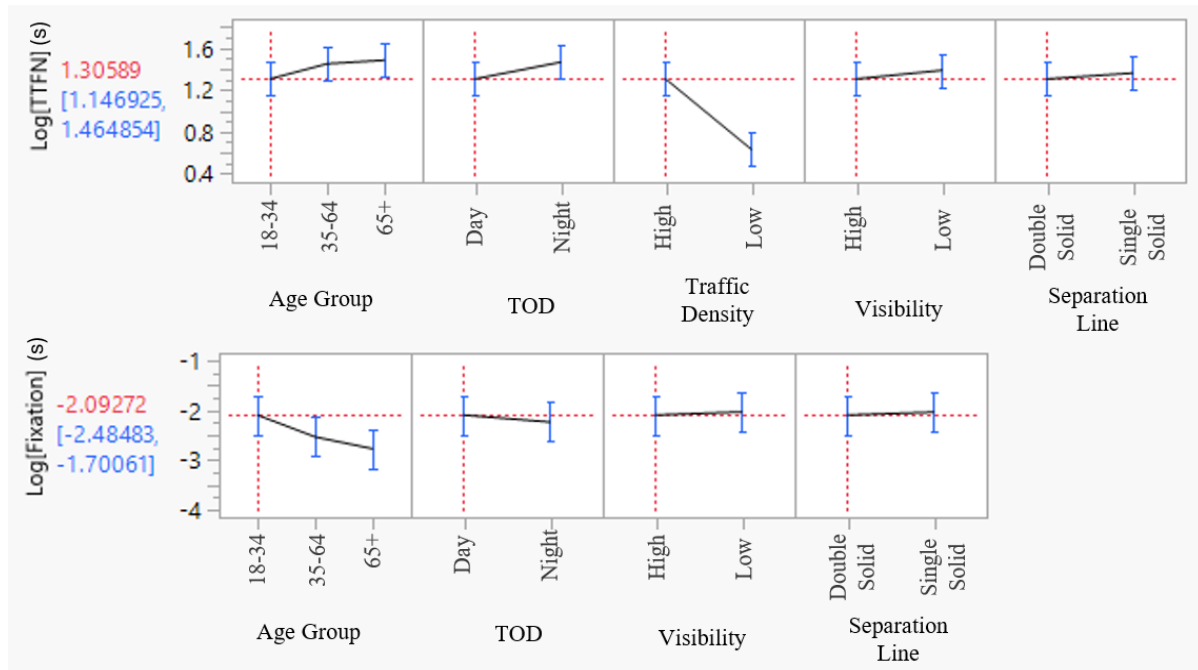 Log[TTFN] (s)
1.30589
[1.146925,
1.464854]
1.6
1.2
0.8
0.4
18-34
35-64
65+
Day
Night
High
Low
High
Low
Double
Solid
Single
Solid
Age Group
TOD
Traffic
Density
Visibility
Separation
Line
Log[Fixation] (s)
-2.09272
[-2.48483,
-1.70061]
-1
-2
-3
-4
18-34
35-64
65+
Day
Night
High
Low
Double
Solid
Single
Solid
Age Group
TOD
Visibility
Separation
Line